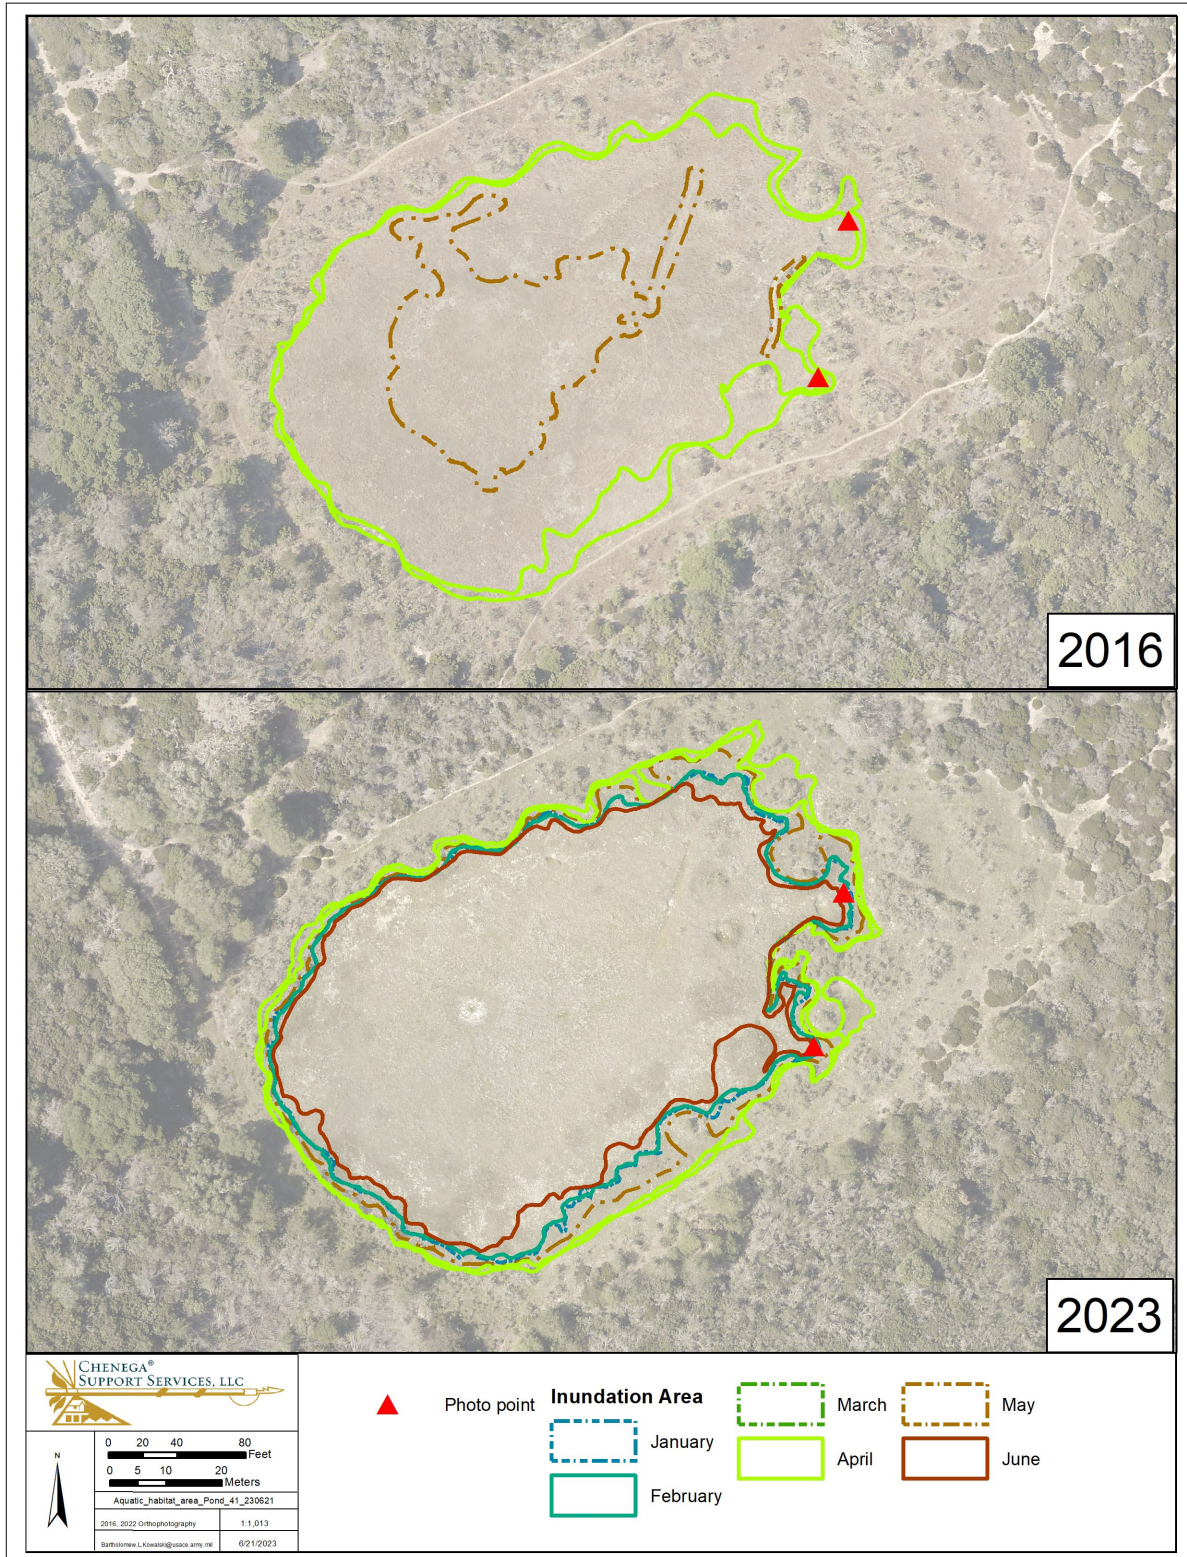 2016
2023
CHENEGA®
SUPPORT SERVICES, LLC
N
0 20 40 80
Feet
0 5 10 20
Meters
Aquatic_habitat_area_Pond_41_230621
2016, 2022 Orthophotography 1:1,013
Bartholomew.L.Kowalski@usace.army.mil 6/21/2023
Photo point
Inundation Area
January
February
March
April
May
June